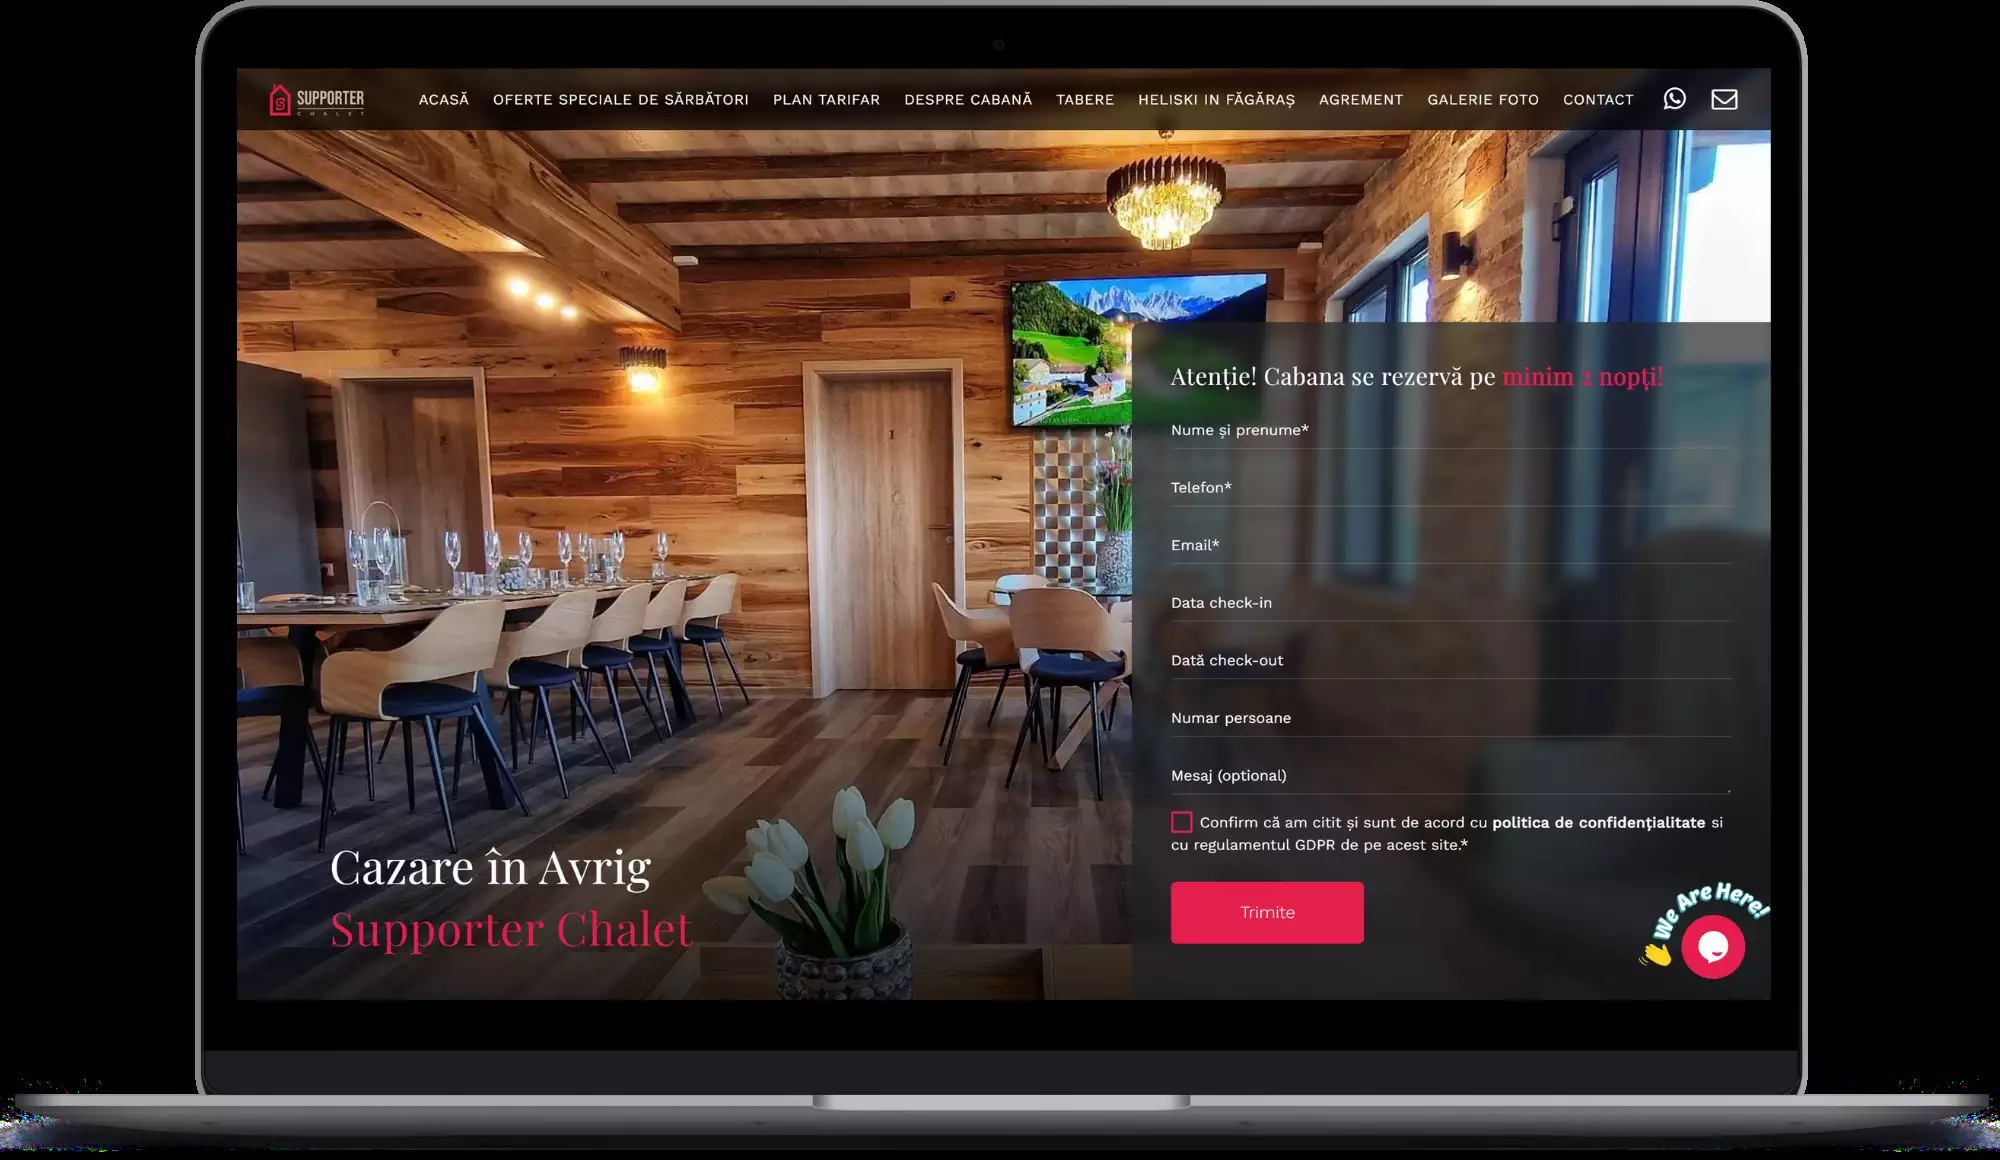 SUPPORTER
CHALET
ACASĂ
OFERTE SPECIALE DE SĂRBĂTORI
PLAN TARIFAR
DESPRE CABANĂ
TABERE
HELISKI IN FĂGĂRAȘ
AGREMENT
GALERIE FOTO
CONTACT
1
Atenție! Cabana se rezervă pe minim 2 nopți!
Nume și prenume*
Telefon*
Email*
Data check-in
Dată check-out
Numar persoane
Mesaj (optional)
Confirm că am citit și sunt de acord cu politica de confidențialitate si
cu regulamentul GDPR de pe acest site.*
Trimite
We Are Here!
Cazare în Avrig
Supporter Chalet